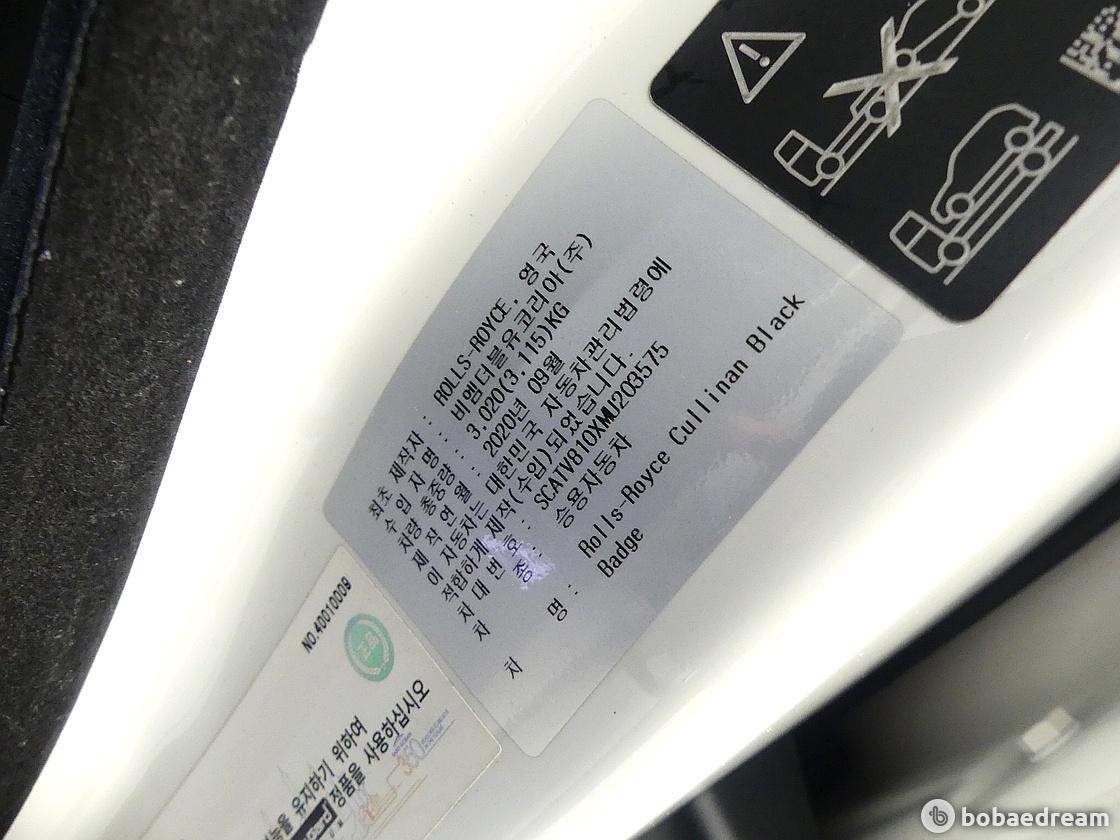 최초 제작자 : ROLLS-ROYCE, 영국
수 입 자 명 : 비엠더블유코리아(주)
차량 총중량 : 3,020(3,115)KG
제 작 연 월 : 2020년 09월
이 자동차는 대한민국 자동차관리법령에
적합하게 제작(수입)되었습니다.
차 대 번 호 : SCATV810XMU203575
차 종 : 승용자동차
차 명 : Rolls-Royce Cullinan Black
Badge
NO.40010009
능을 유지하기 위하여
정품을 사용하십시오
360
bobaedream